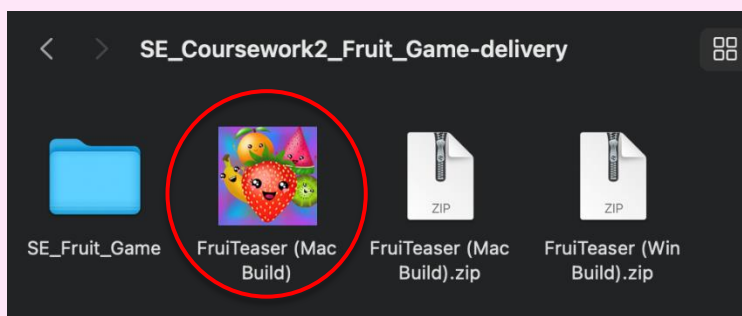 SE_Coursework2_Fruit_Game-delivery
ZIP
ZIP
SE_Fruit_Game
FruiTeaser (Mac
Build)
FruiTeaser (Mac
Build).zip
FruiTeaser (Win
Build).zip